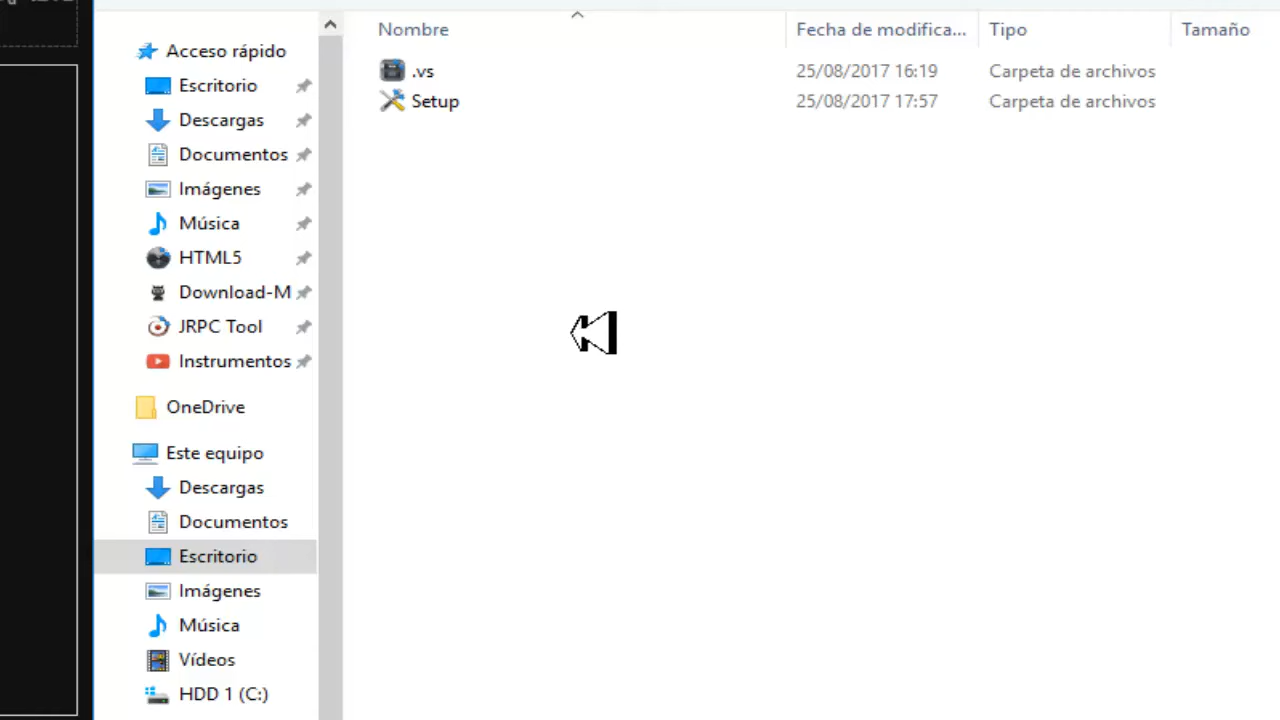 Nombre Fecha de modifica... Tipo Tamaño
.vs 25/08/2017 16:19 Carpeta de archivos
Setup 25/08/2017 17:57 Carpeta de archivos
Acceso rápido
Escritorio
Descargas
Documentos
Imágenes
Música
HTML5
Download-M
JRPC Tool
Instrumentos
OneDrive
Este equipo
Descargas
Documentos
Escritorio
Imágenes
Música
Vídeos
HDD 1 (C:)